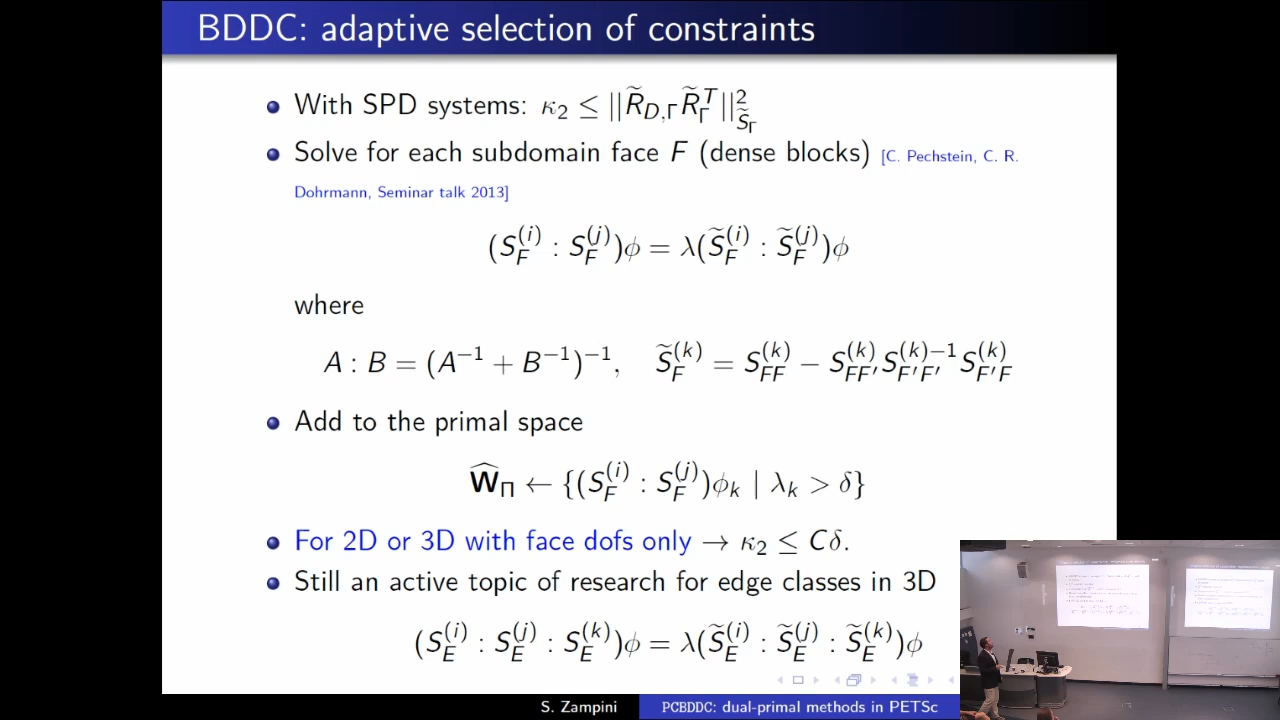 BDDC: adaptive selection of constraints
With SPD systems: κ₂ ≤ ||R̃_{D,Γ} R̃_Γ^T||²_{S̃_Γ}
Solve for each subdomain face F (dense blocks) [C. Pechstein, C. R.
Dohrmann, Seminar talk 2013]
(S_F^{(i)} : S_F^{(j)})ϕ = λ(S̃_F^{(i)} : S̃_F^{(j)})ϕ
where
A : B = (A^{−1} + B^{−1})^{−1}, S̃_F^{(k)} = S_{FF}^{(k)} − S_{FF′}^{(k)} S_{F′F′}^{(k)−1} S_{F′F}^{(k)}
Add to the primal space
Ŵ_Π ← {(S_F^{(i)} : S_F^{(j)})ϕ_k | λ_k > δ}
For 2D or 3D with face dofs only → κ₂ ≤ Cδ.
Still an active topic of research for edge classes in 3D
(S_E^{(i)} : S_E^{(j)} : S_E^{(k)})ϕ = λ(S̃_E^{(i)} : S̃_E^{(j)} : S̃_E^{(k)})ϕ
S. Zampini PCBDDC: dual-primal methods in PETSc